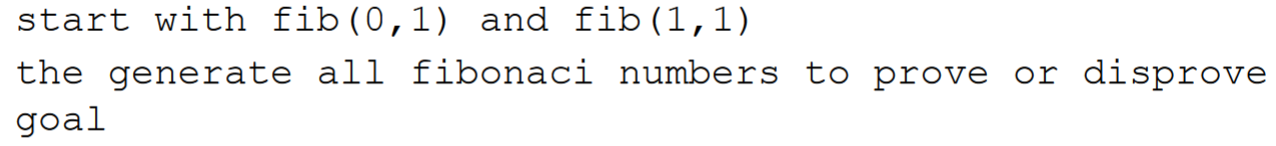 start with fib(0,1) and fib(1,1)
the generate all fibonaci numbers to prove or disprove
goal